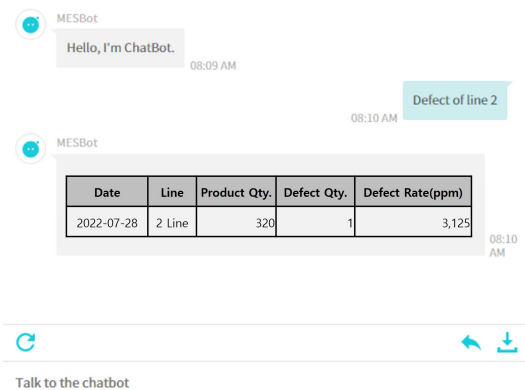 MESBot
Hello, I'm ChatBot.
08:09 AM
Defect of line 2
08:10 AM
MESBot
Date Line Product Qty. Defect Qty. Defect Rate(ppm)
2022-07-28 2 Line 320 1 3,125
08:10
AM
Talk to the chatbot